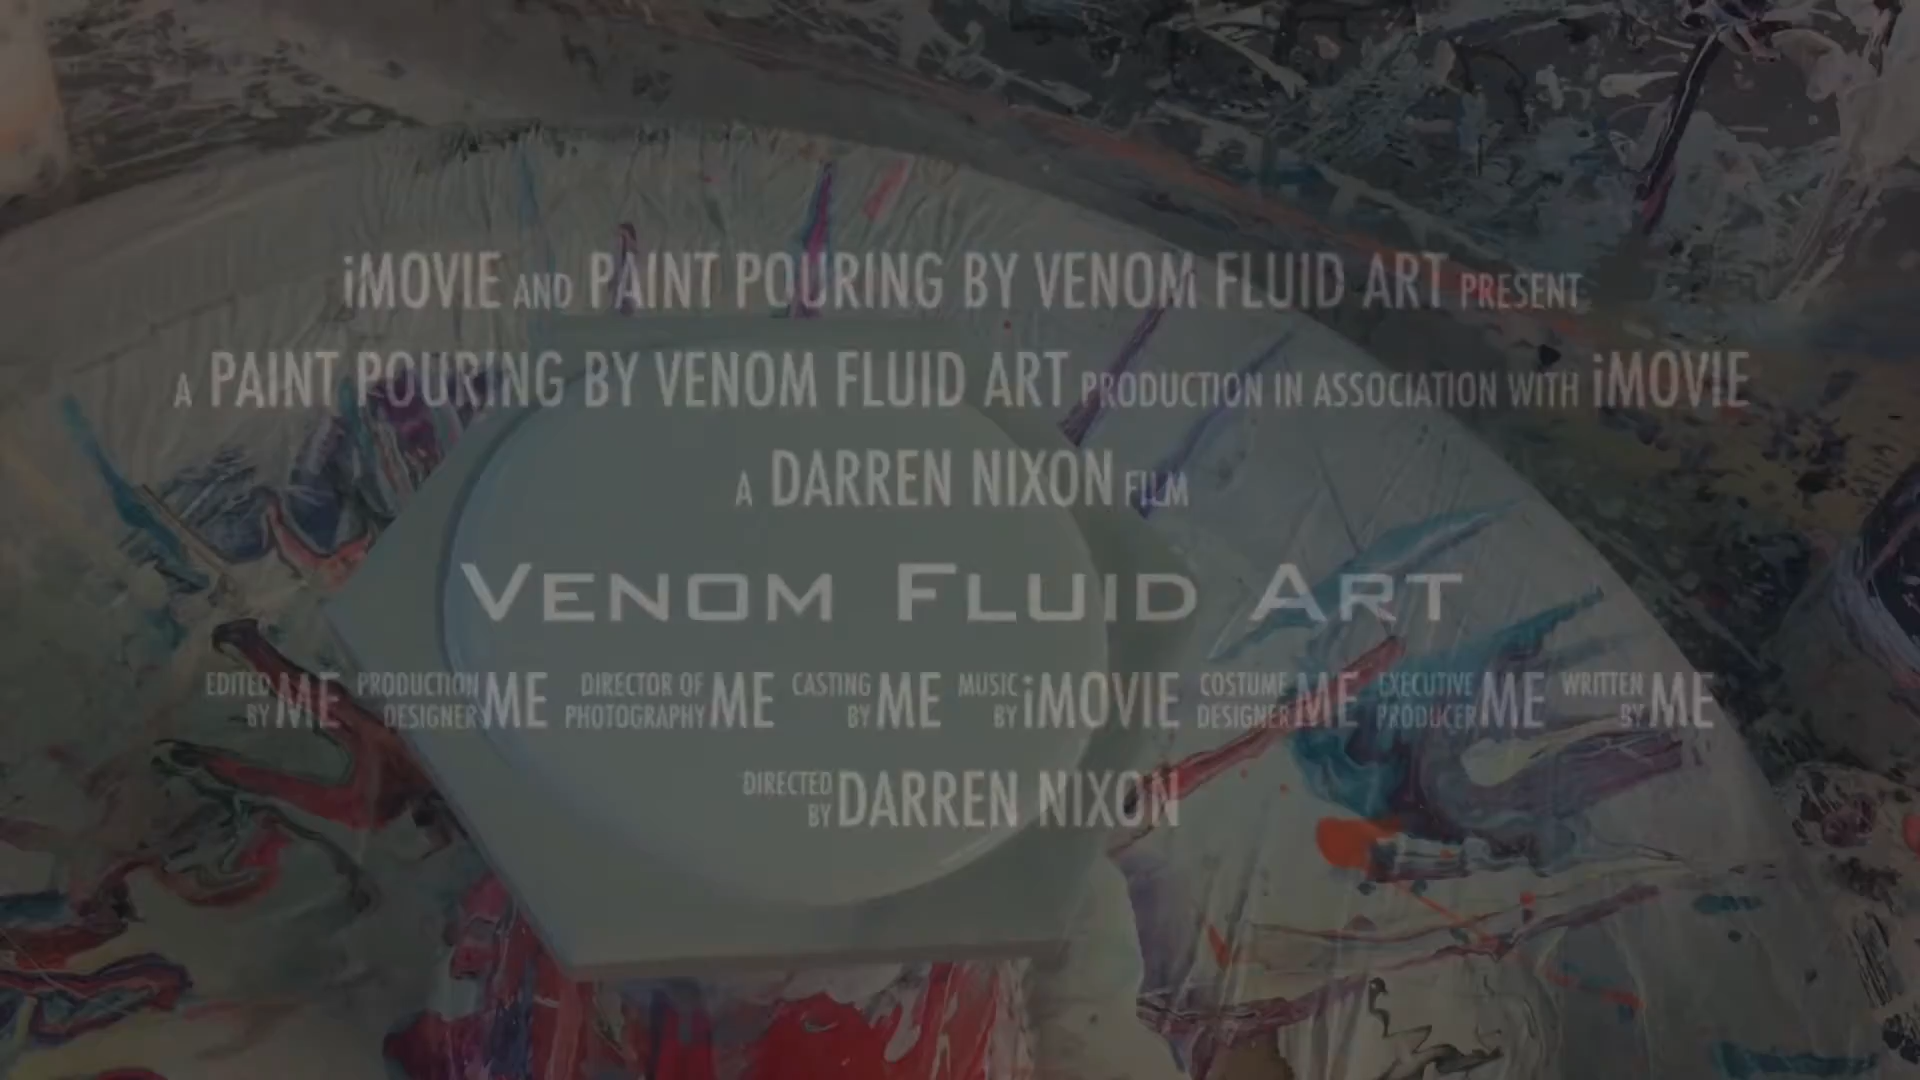 iMOVIE AND PAINT POURING BY VENOM FLUID ART PRESENT
A PAINT POURING BY VENOM FLUID ART PRODUCTION IN ASSOCIATION WITH iMOVIE
A DARREN NIXON FILM
VENOM FLUID ART
EDITED BY ME PRODUCTION DESIGNER ME DIRECTOR OF PHOTOGRAPHY ME CASTING BY ME MUSIC BY iMOVIE COSTUME DESIGNER ME EXECUTIVE PRODUCER ME WRITTEN BY ME
DIRECTED BY DARREN NIXON